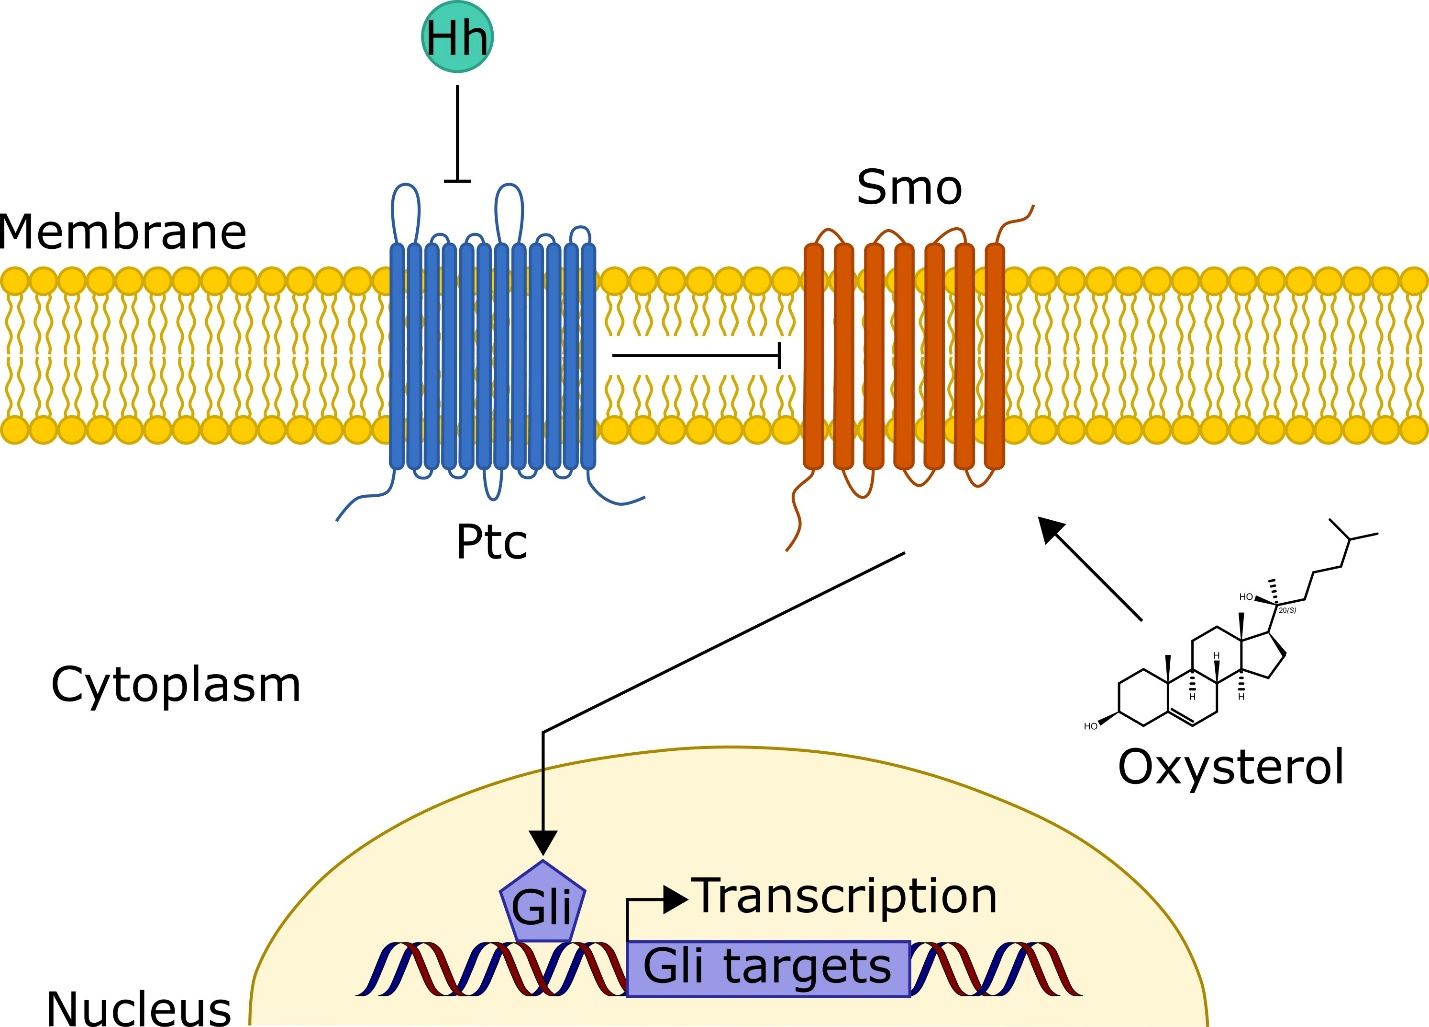 Hh
Smo
Membrane
Ptc
HO
20(S)
H
H
H
HO
Cytoplasm
Oxysterol
Gli
Transcription
Gli targets
Nucleus